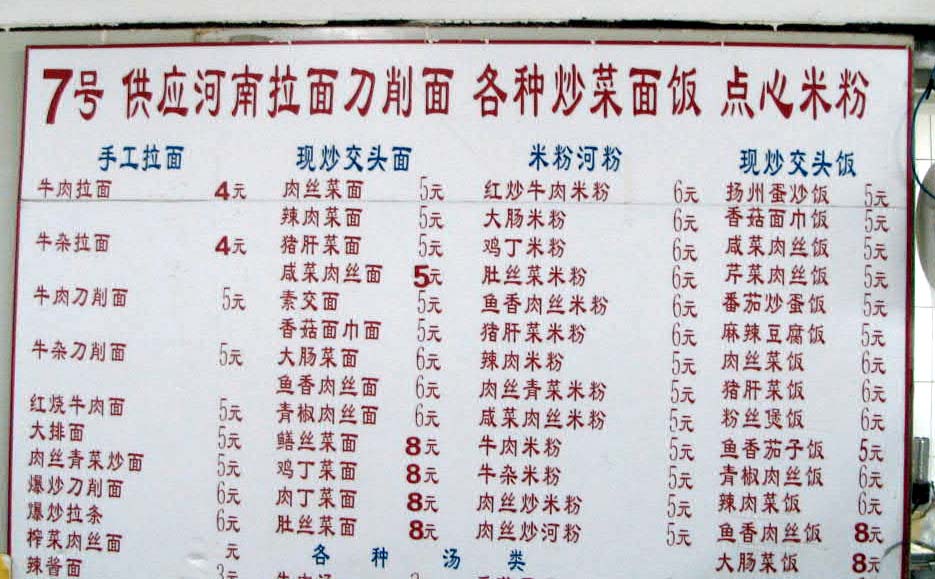 7号 供应河南拉面刀削面 各种炒菜面饭 点心米粉
手工拉面
牛肉拉面 4元
牛杂拉面 4元
牛肉刀削面 5元
牛杂刀削面 5元
红烧牛肉面 5元
大排面 5元
肉丝青菜炒面 5元
爆炒刀削面 6元
爆炒拉条 6元
榨菜肉丝面 元
辣酱面 3元
现炒交头面
肉丝菜面 5元
辣肉菜面 5元
猪肝菜面 5元
咸菜肉丝面 5元
素交面 5元
香菇面巾面 5元
大肠菜面 6元
鱼香肉丝面 6元
青椒肉丝面 6元
鳝丝菜面 8元
鸡丁菜面 8元
肉丁菜面 8元
肚丝菜面 8元
米粉河粉
红炒牛肉米粉 6元
大肠米粉 6元
鸡丁米粉 6元
肚丝菜米粉 6元
鱼香肉丝米粉 6元
猪肝菜米粉 6元
辣肉米粉 5元
肉丝青菜米粉 5元
咸菜肉丝米粉 5元
牛肉米粉 5元
牛杂米粉 5元
肉丝炒米粉 5元
肉丝炒河粉 5元
现炒交头饭
扬州蛋炒饭 5元
香菇面巾饭 5元
咸菜肉丝饭 5元
芹菜肉丝饭 5元
番茄炒蛋饭 5元
麻辣豆腐饭 5元
肉丝菜饭 6元
猪肝菜饭 6元
粉丝煲饭 6元
鱼香茄子饭 5元
青椒肉丝饭 6元
辣肉菜饭 6元
鱼香肉丝饭 8元
大肠菜饭 8元
各种汤类